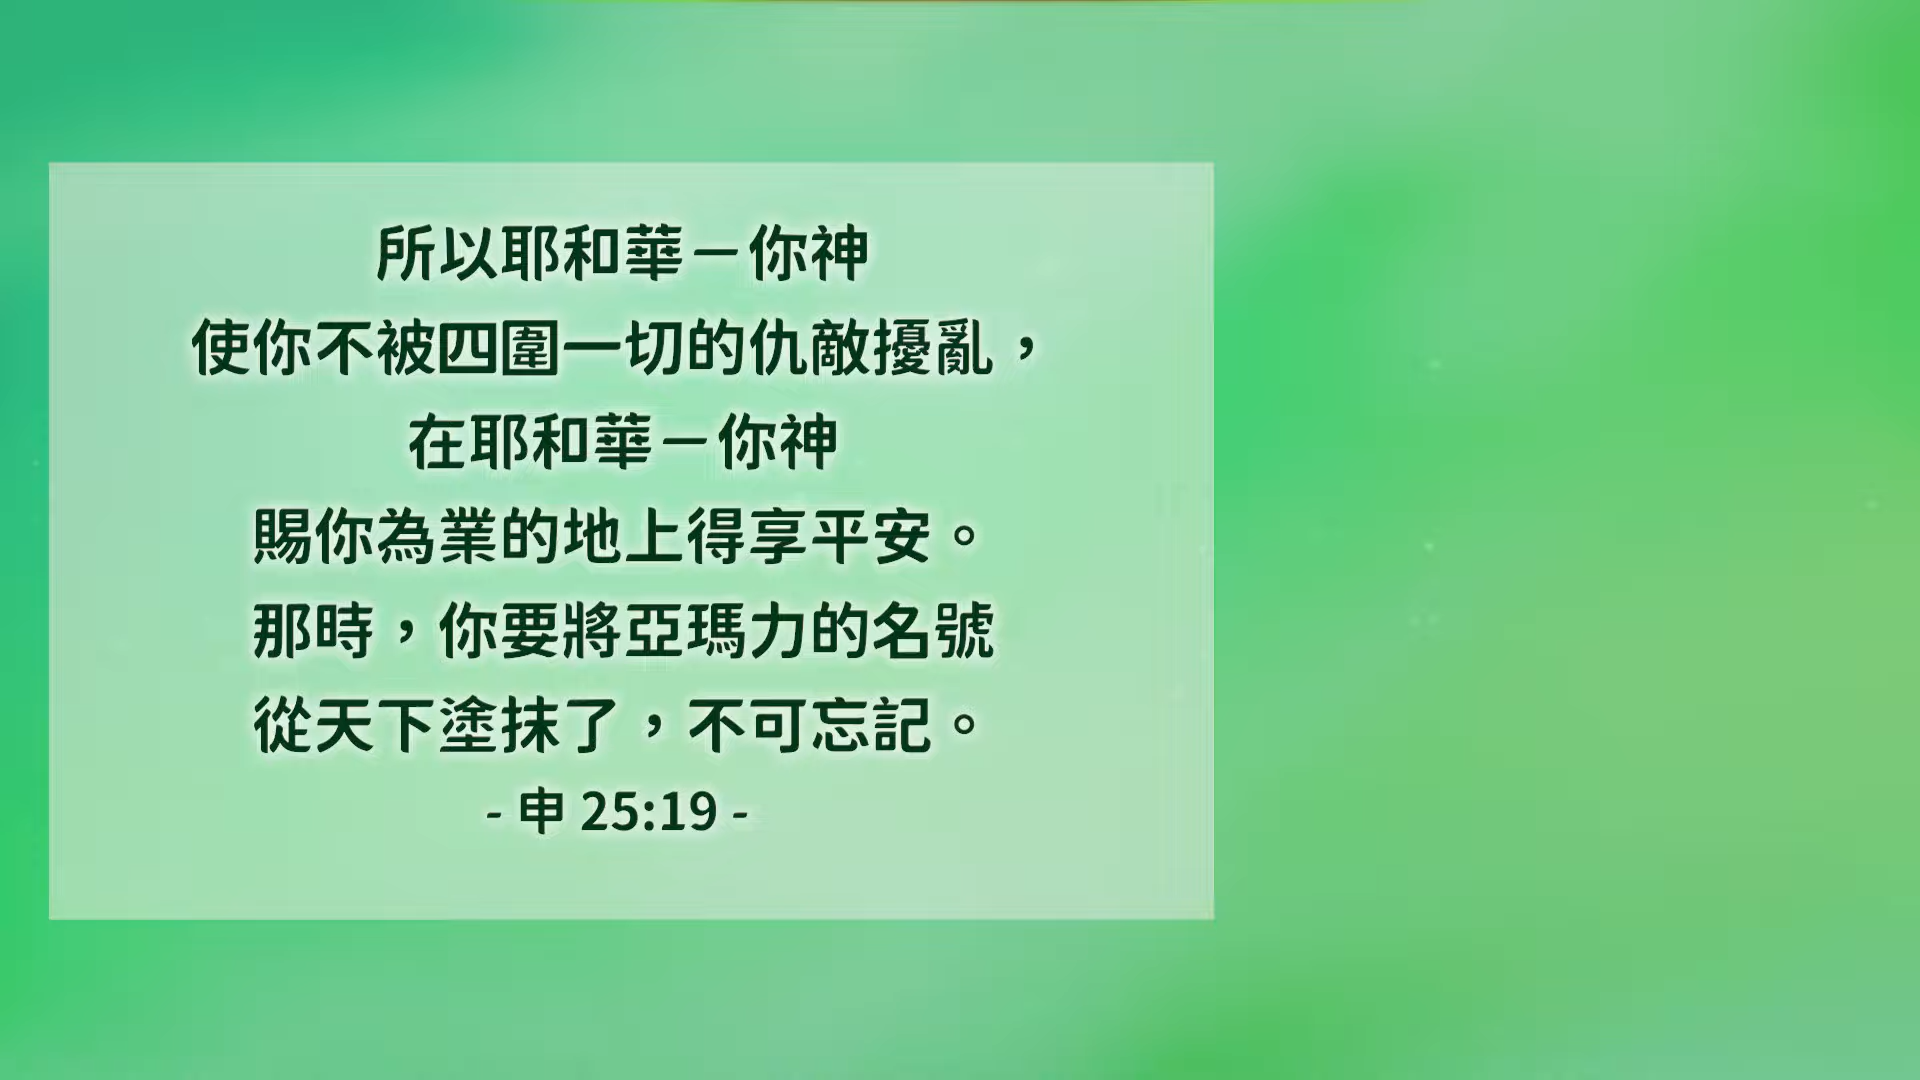 所以耶和華－你神
使你不被四圍一切的仇敵擾亂，
在耶和華－你神
賜你為業的地上得享平安。
那時，你要將亞瑪力的名號
從天下塗抹了，不可忘記。
- 申 25:19 -